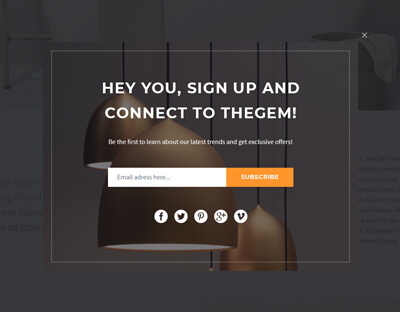 HEY YOU, SIGN UP AND
CONNECT TO THEGEM!
Be the first to learn about our latest trends and get exclusive offers!
Email adress here...
SUBSCRIBE